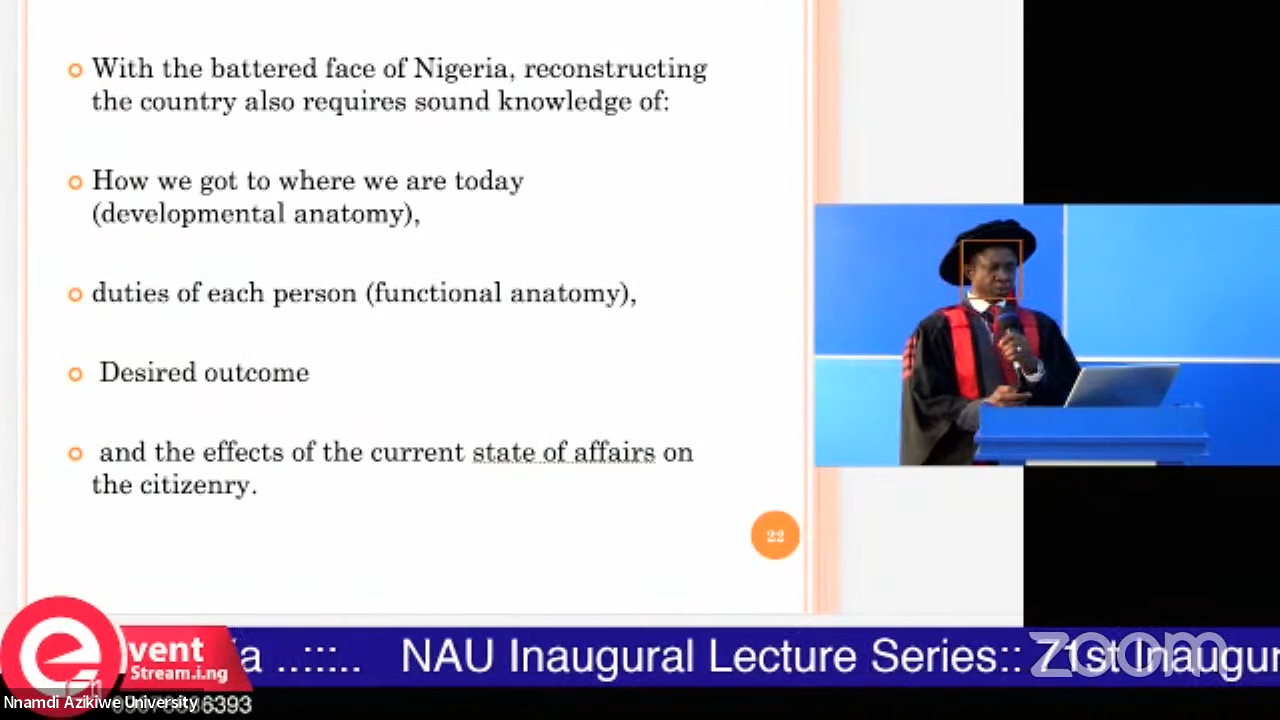 With the battered face of Nigeria, reconstructing
the country also requires sound knowledge of:
How we got to where we are today
(developmental anatomy),
duties of each person (functional anatomy),
Desired outcome
and the effects of the current state of affairs on
the citizenry.
22
e
vent
Stream.i.ng
a ..:::.. NAU Inaugural Lecture Series:: 71st Inaugur
zoom
Nnamdi Azikiwe University